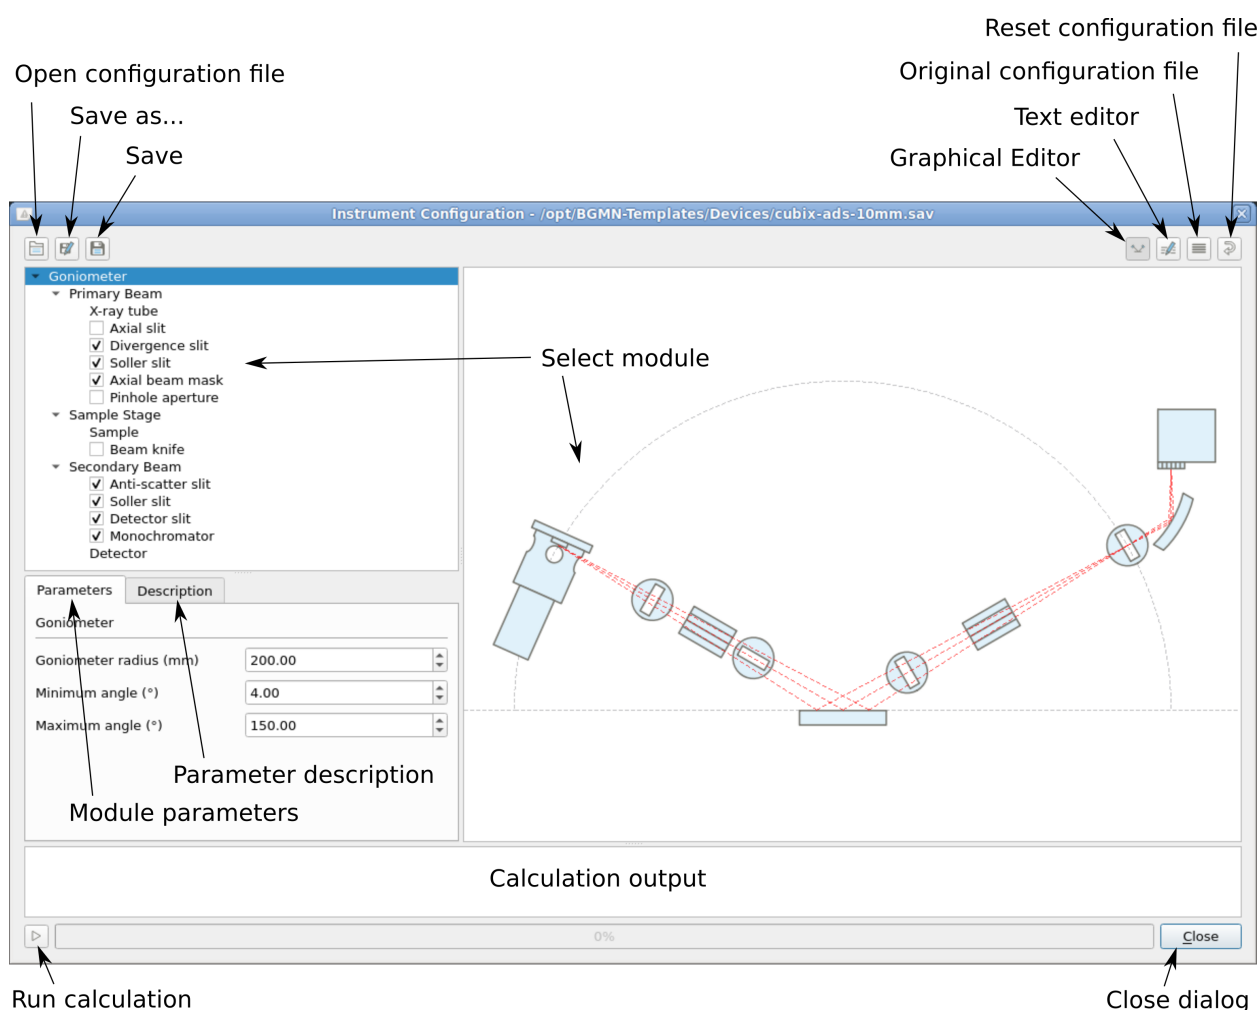 Reset configuration file
Original configuration file
Open configuration file
Text editor
Save as...
Graphical Editor
Save
Instrument Configuration - /opt/BGMN-Templates/Devices/cubix-ads-10mm.sav
Goniometer
Primary Beam
X-ray tube
Axial slit
Divergence slit
Soller slit
Axial beam mask
Pinhole aperture
Sample Stage
Sample
Beam knife
Secondary Beam
Anti-scatter slit
Soller slit
Detector slit
Monochromator
Detector
Select module
Parameters Description
Goniometer
Goniometer radius (mm) 200.00
Minimum angle (°) 4.00
Maximum angle (°) 150.00
Parameter description
Module parameters
Calculation output
0%
Close
Run calculation
Close dialog